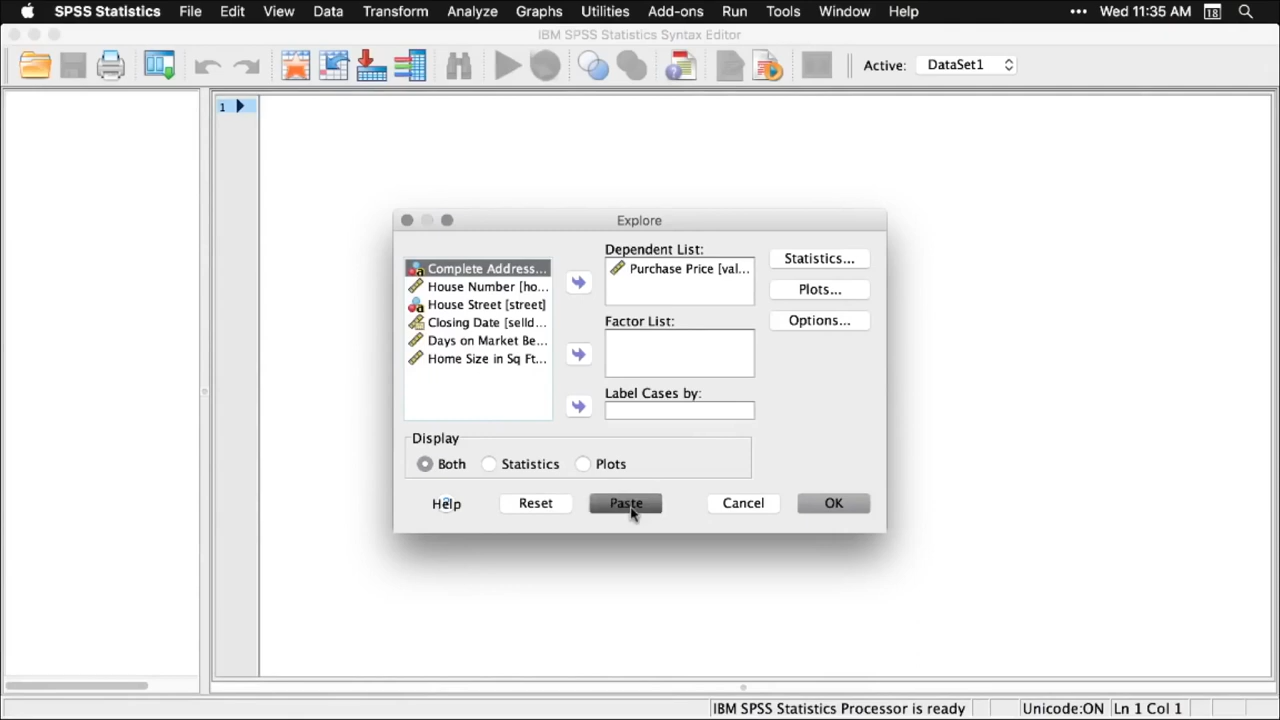 SPSS Statistics File Edit View Data Transform Analyze Graphs Utilities Add-ons Run Tools Window Help ••• Wed 11:35 AM 18
IBM SPSS Statistics Syntax Editor
Active: DataSet1
1
Explore
Complete Address...
House Number [ho...
House Street [street]
Closing Date [selld...
Days on Market Be...
Home Size in Sq Ft...
Dependent List:
Purchase Price [val...
Factor List:
Label Cases by:
Statistics...
Plots...
Options...
Display
Both Statistics Plots
Help Reset Paste Cancel OK
IBM SPSS Statistics Processor is ready Unicode:ON Ln 1 Col 1